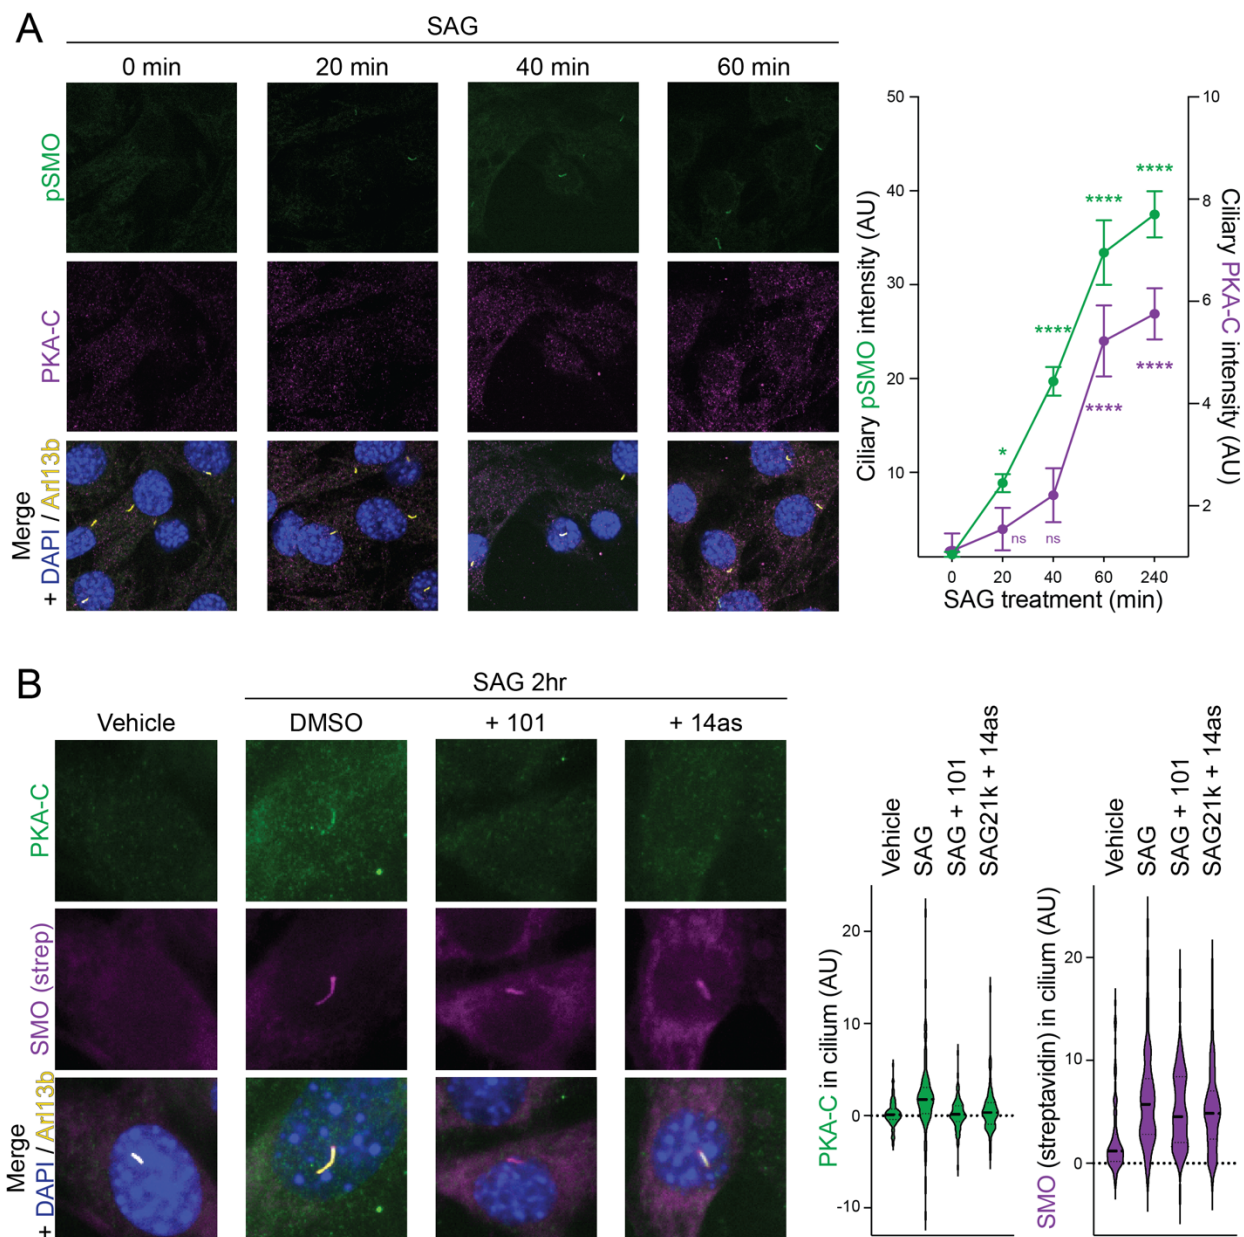 A
SAG
0 min
20 min
40 min
60 min
pSMO
PKA-C
Merge
+ DAPI / Arl13b
Ciliary pSMO intensity (AU)
50
40
30
20
10
10
8
6
4
2
Ciliary PKA-C intensity (AU)
*
****
****
****
ns
ns
****
****
0
20
40
60
240
SAG treatment (min)
B
SAG 2hr
Vehicle
DMSO
+ 101
+ 14as
PKA-C
SMO (strep)
Merge
+ DAPI / Arl13b
Vehicle
SAG
SAG + 101
SAG21k + 14as
PKA-C in cilium (AU)
20
10
0
-10
Vehicle
SAG
SAG + 101
SAG21k + 14as
SMO (streptavidin) in cilium (AU)
20
10
0